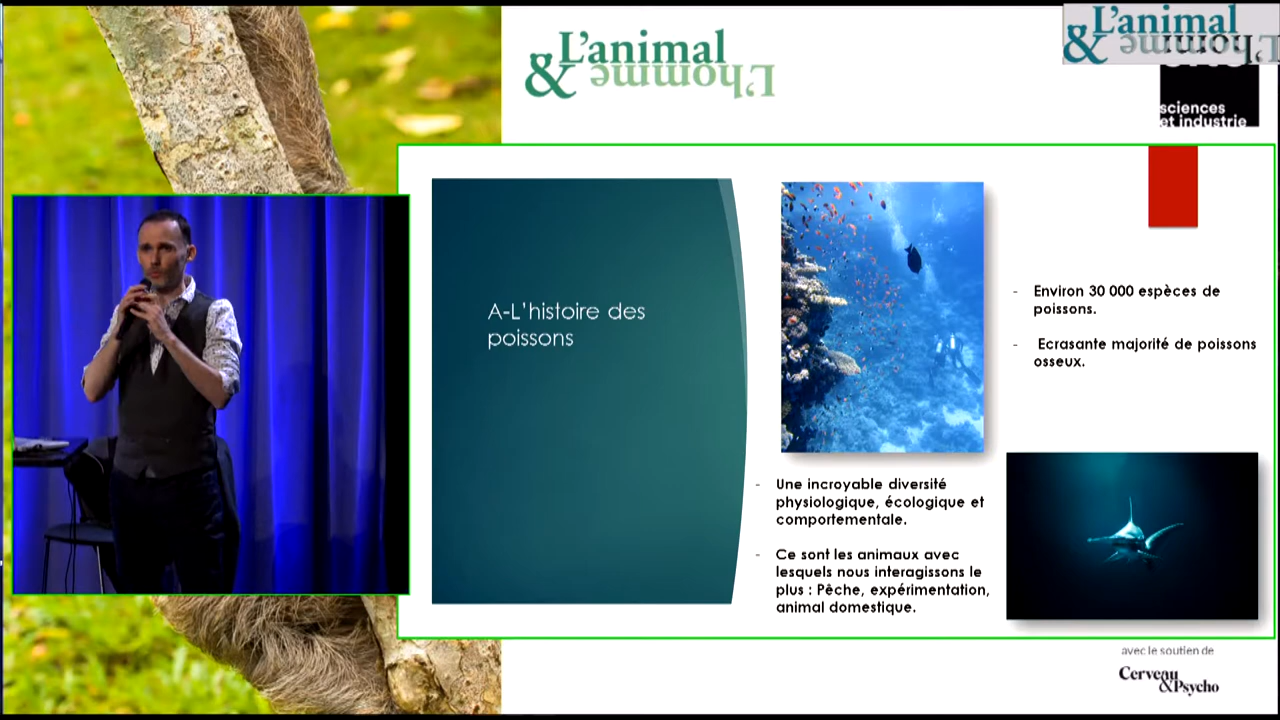 L'animal
& L'homme
L'animal
& L'homme
sciences
et industrie
A-L'histoire des
poissons
- Environ 30 000 espèces de
poissons.
- Ecrasante majorité de poissons
osseux.
- Une incroyable diversité
physiologique, écologique et
comportementale.
- Ce sont les animaux avec
lesquels nous interagissons le
plus : Pêche, expérimentation,
animal domestique.
avec le soutien de
Cerveau
&Psycho